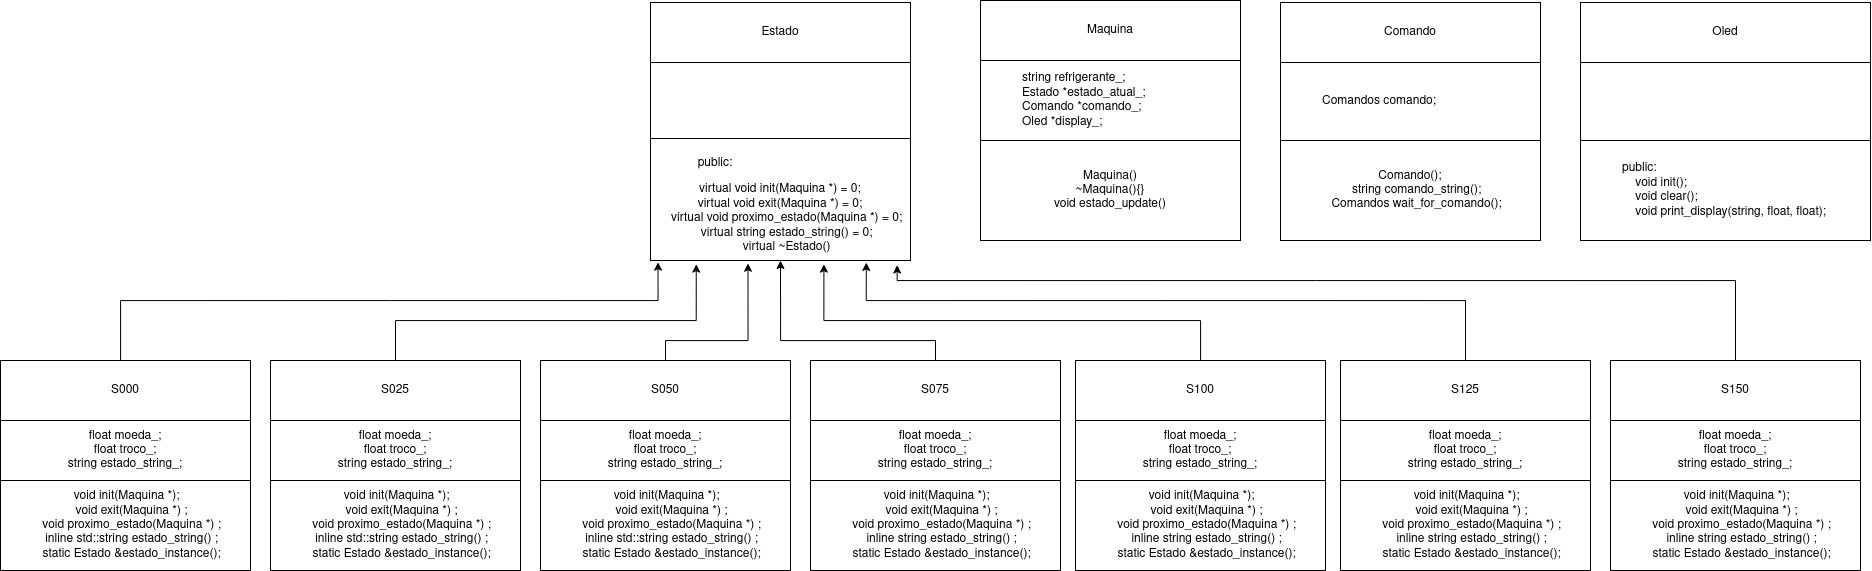 Estado
public:
virtual void init(Maquina *) = 0;
virtual void exit(Maquina *) = 0;
virtual void proximo_estado(Maquina *) = 0;
virtual string estado_string() = 0;
virtual ~Estado()
Maquina
string refrigerante_;
Estado *estado_atual_;
Comando *comando_;
Oled *display_;
Maquina()
~Maquina(){}
void estado_update()
Comando
Comandos comando;
Comando();
string comando_string();
Comandos wait_for_comando();
Oled
public:
void init();
void clear();
void print_display(string, float, float);
S000
float moeda_;
float troco_;
string estado_string_;
void init(Maquina *);
void exit(Maquina *) ;
void proximo_estado(Maquina *) ;
inline std::string estado_string() ;
static Estado &estado_instance();
S025
float moeda_;
float troco_;
string estado_string_;
void init(Maquina *);
void exit(Maquina *) ;
void proximo_estado(Maquina *) ;
inline std::string estado_string() ;
static Estado &estado_instance();
S050
float moeda_;
float troco_;
string estado_string_;
void init(Maquina *);
void exit(Maquina *) ;
void proximo_estado(Maquina *) ;
inline std::string estado_string() ;
static Estado &estado_instance();
S075
float moeda_;
float troco_;
string estado_string_;
void init(Maquina *);
void exit(Maquina *) ;
void proximo_estado(Maquina *) ;
inline string estado_string() ;
static Estado &estado_instance();
S100
float moeda_;
float troco_;
string estado_string_;
void init(Maquina *);
void exit(Maquina *) ;
void proximo_estado(Maquina *) ;
inline string estado_string() ;
static Estado &estado_instance();
S125
float moeda_;
float troco_;
string estado_string_;
void init(Maquina *);
void exit(Maquina *) ;
void proximo_estado(Maquina *) ;
inline string estado_string() ;
static Estado &estado_instance();
S150
float moeda_;
float troco_;
string estado_string_;
void init(Maquina *);
void exit(Maquina *) ;
void proximo_estado(Maquina *) ;
inline string estado_string() ;
static Estado &estado_instance();